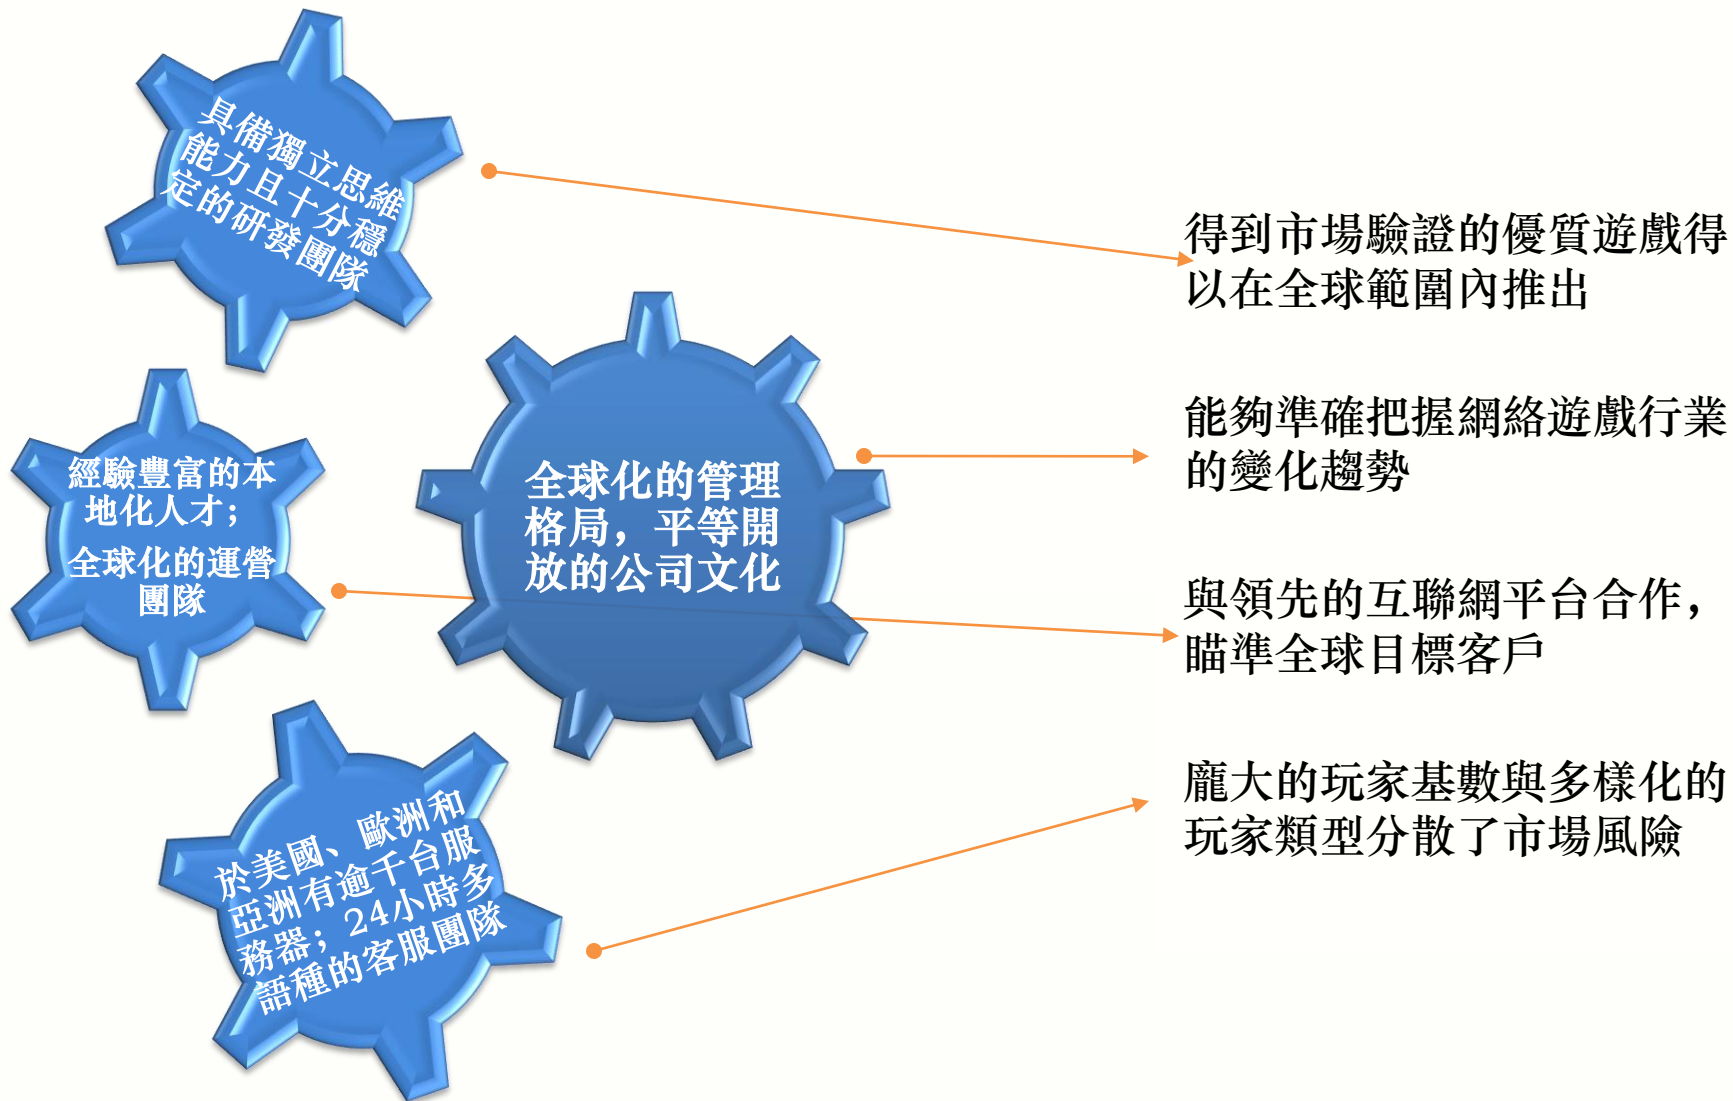 具備獨立思維
能力且十分穩
定的研發團隊
得到市場驗證的優質遊戲得
以在全球範圍內推出
全球化的管理
格局，平等開
放的公司文化
能夠準確把握網絡遊戲行業
的變化趨勢
經驗豐富的本
地化人才；
全球化的運營
團隊
與領先的互聯網平台合作，
瞄準全球目標客戶
於美國、歐洲和
亞洲有逾千台服
務器；24小時多
語種的客服團隊
龐大的玩家基數與多樣化的
玩家類型分散了市場風險